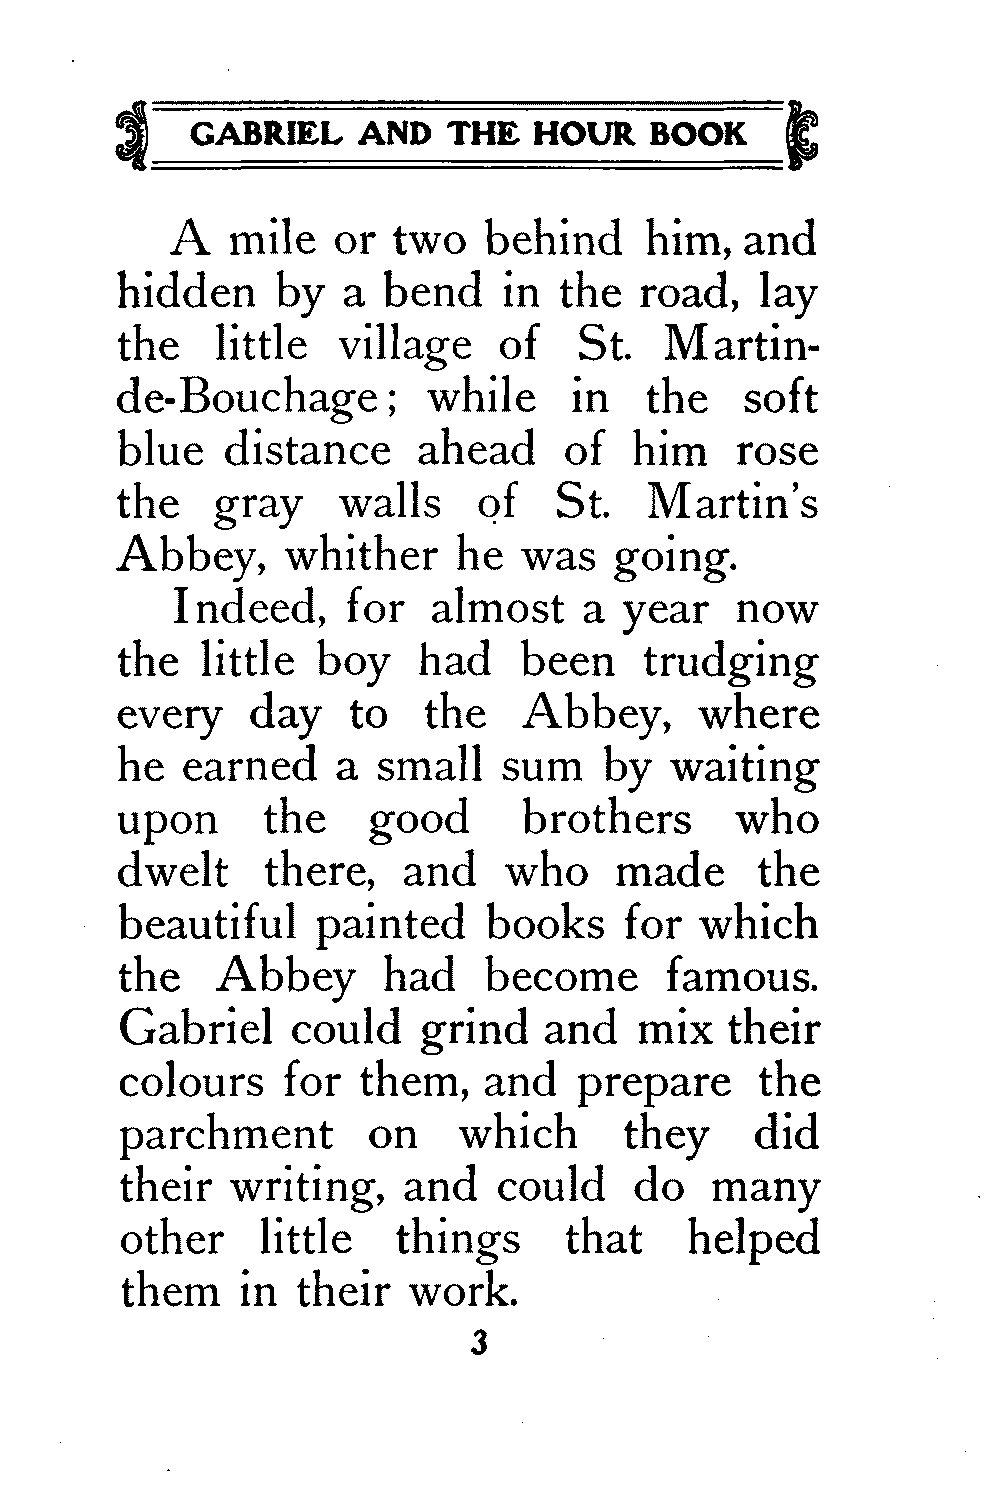 GABRIEL AND THE HOUR BOOK
A mile or two behind him, and
hidden by a bend in the road, lay
the little village of St. Martin-
de-Bouchage; while in the soft
blue distance ahead of him rose
the gray walls of St. Martin's
Abbey, whither he was going.
Indeed, for almost a year now
the little boy had been trudging
every day to the Abbey, where
he earned a small sum by waiting
upon the good brothers who
dwelt there, and who made the
beautiful painted books for which
the Abbey had become famous.
Gabriel could grind and mix their
colours for them, and prepare the
parchment on which they did
their writing, and could do many
other little things that helped
them in their work.
3